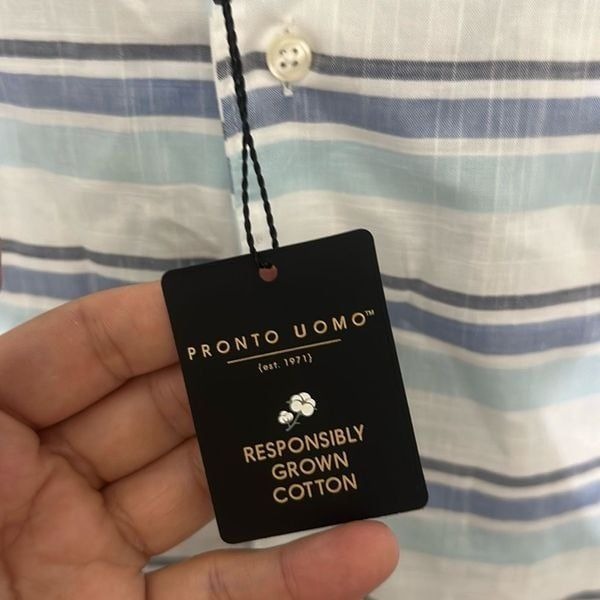 PRONTO UOMO™
{est. 1971}
RESPONSIBLY
GROWN
COTTON